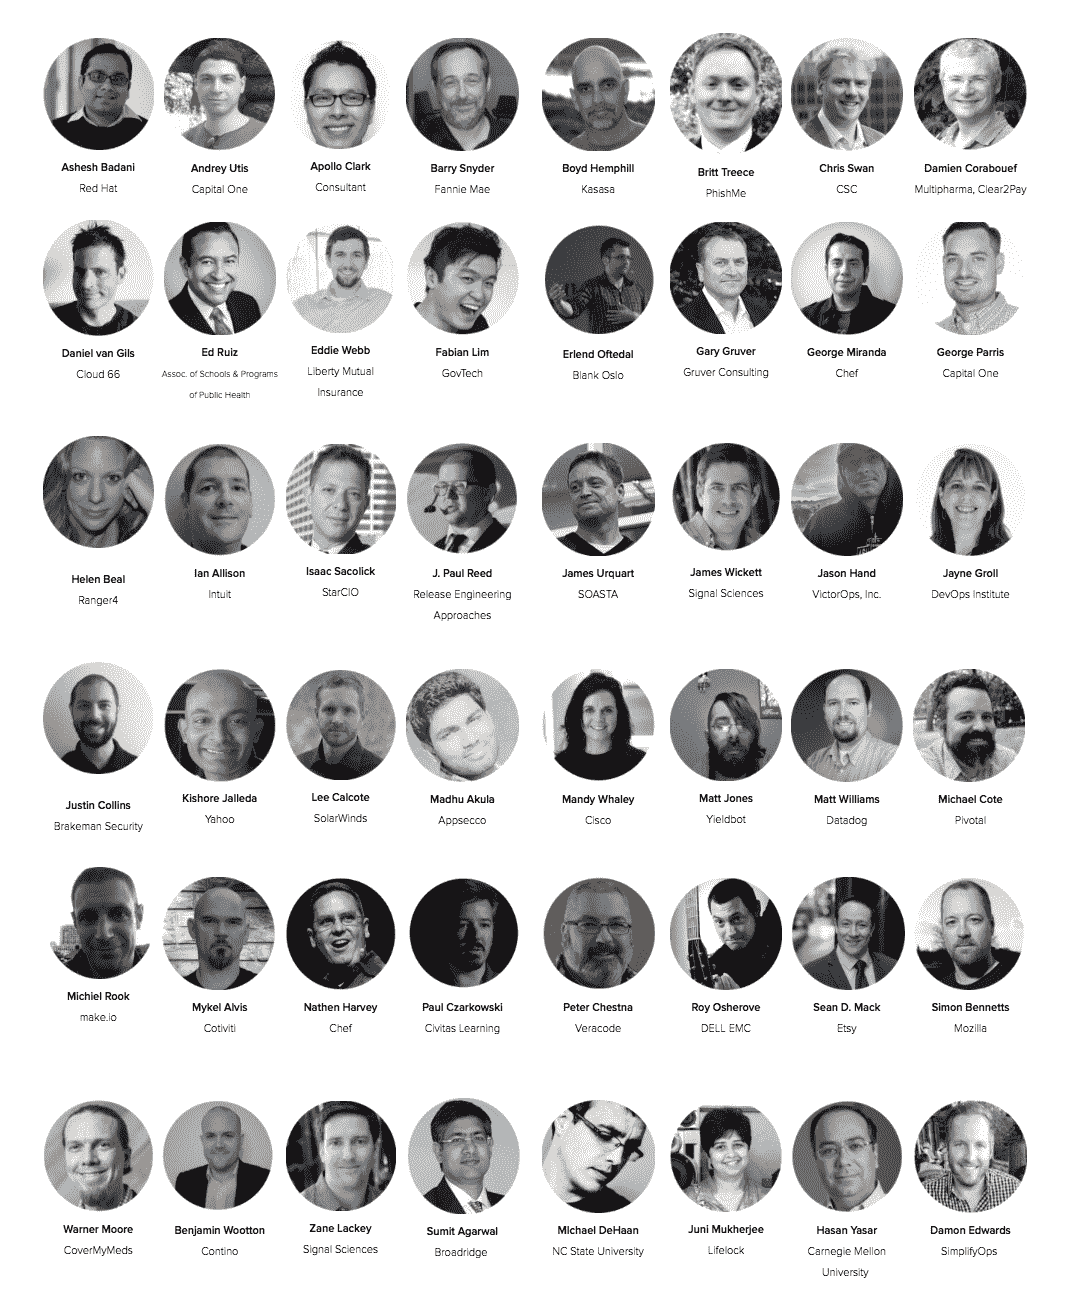 Ashesh Badani
Red Hat
Andrey Utis
Capital One
Apollo Clark
Consultant
Barry Snyder
Fannie Mae
Boyd Hemphill
Kasasa
Britt Treece
PhishMe
Chris Swan
CSC
Damien Corabouef
Multipharma, Clear2Pay
Daniel van Gils
Cloud 66
Ed Ruiz
Assoc. of Schools & Programs
of Public Health
Eddie Webb
Liberty Mutual
Insurance
Fabian Lim
GovTech
Erlend Oftedal
Blank Oslo
Gary Gruver
Gruver Consulting
George Miranda
Chef
George Parris
Capital One
Helen Beal
Ranger4
Ian Allison
Intuit
Isaac Sacolick
StarCIO
J. Paul Reed
Release Engineering
Approaches
James Urquart
SOASTA
James Wickett
Signal Sciences
Jason Hand
VictorOps, Inc.
Jayne Groll
DevOps Institute
Justin Collins
Brakeman Security
Kishore Jalleda
Yahoo
Lee Calcote
SolarWinds
Madhu Akula
Appsecco
Mandy Whaley
Cisco
Matt Jones
Yieldbot
Matt Williams
Datadog
Michael Cote
Pivotal
Michiel Rook
make.io
Mykel Alvis
Cotiviti
Nathen Harvey
Chef
Paul Czarkowski
Civitas Learning
Peter Chestna
Veracode
Roy Osherove
DELL EMC
Sean D. Mack
Etsy
Simon Bennetts
Mozilla
Warner Moore
CoverMyMeds
Benjamin Wootton
Contino
Zane Lackey
Signal Sciences
Sumit Agarwal
Broadridge
Michael DeHaan
NC State University
Juni Mukherjee
Lifelock
Hasan Yasar
Carnegie Mellon
University
Damon Edwards
SimplifyOps